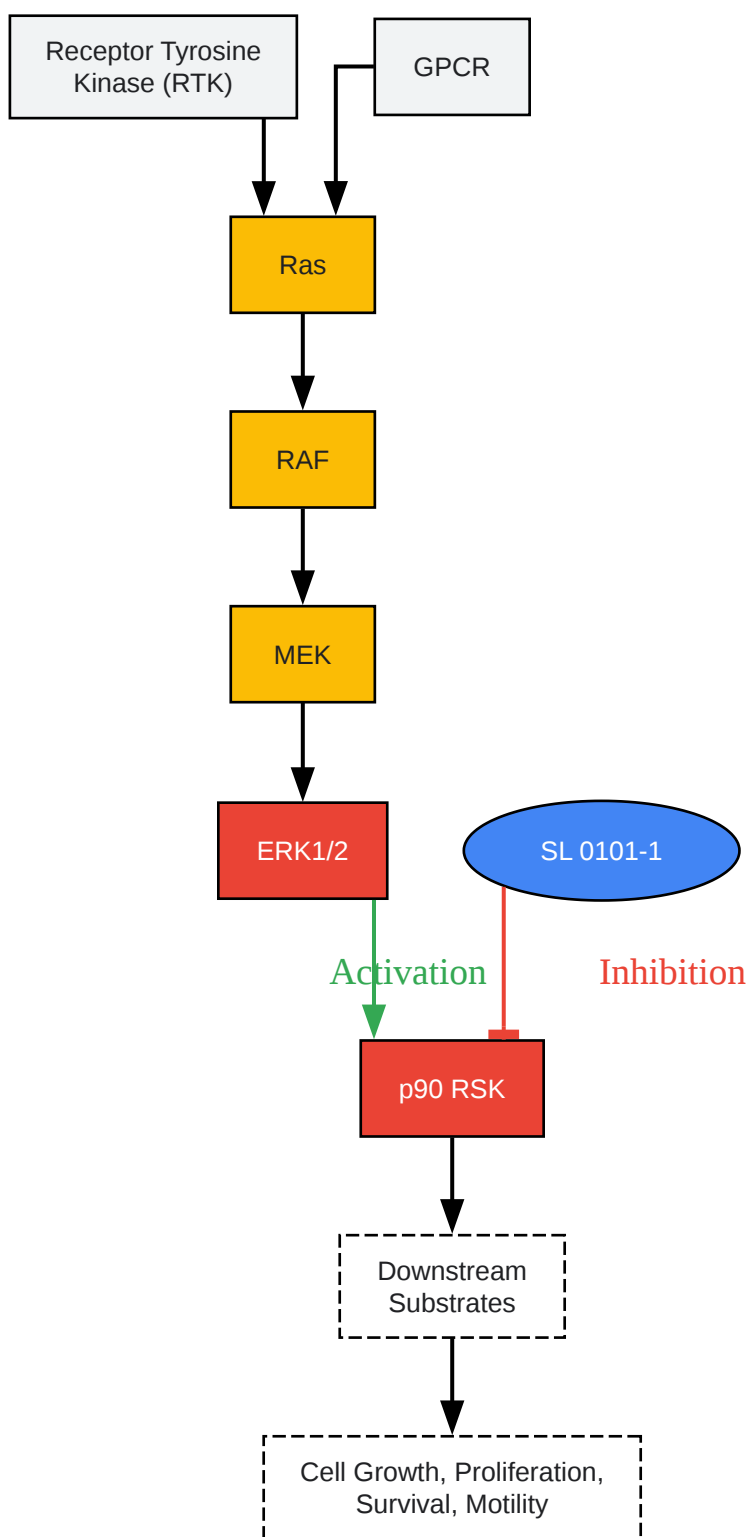 Receptor Tyrosine
Kinase (RTK)
GPCR
Ras
RAF
MEK
ERK1/2
SL 0101-1
Activation
Inhibition
p90 RSK
Downstream
Substrates
Cell Growth, Proliferation,
Survival, Motility